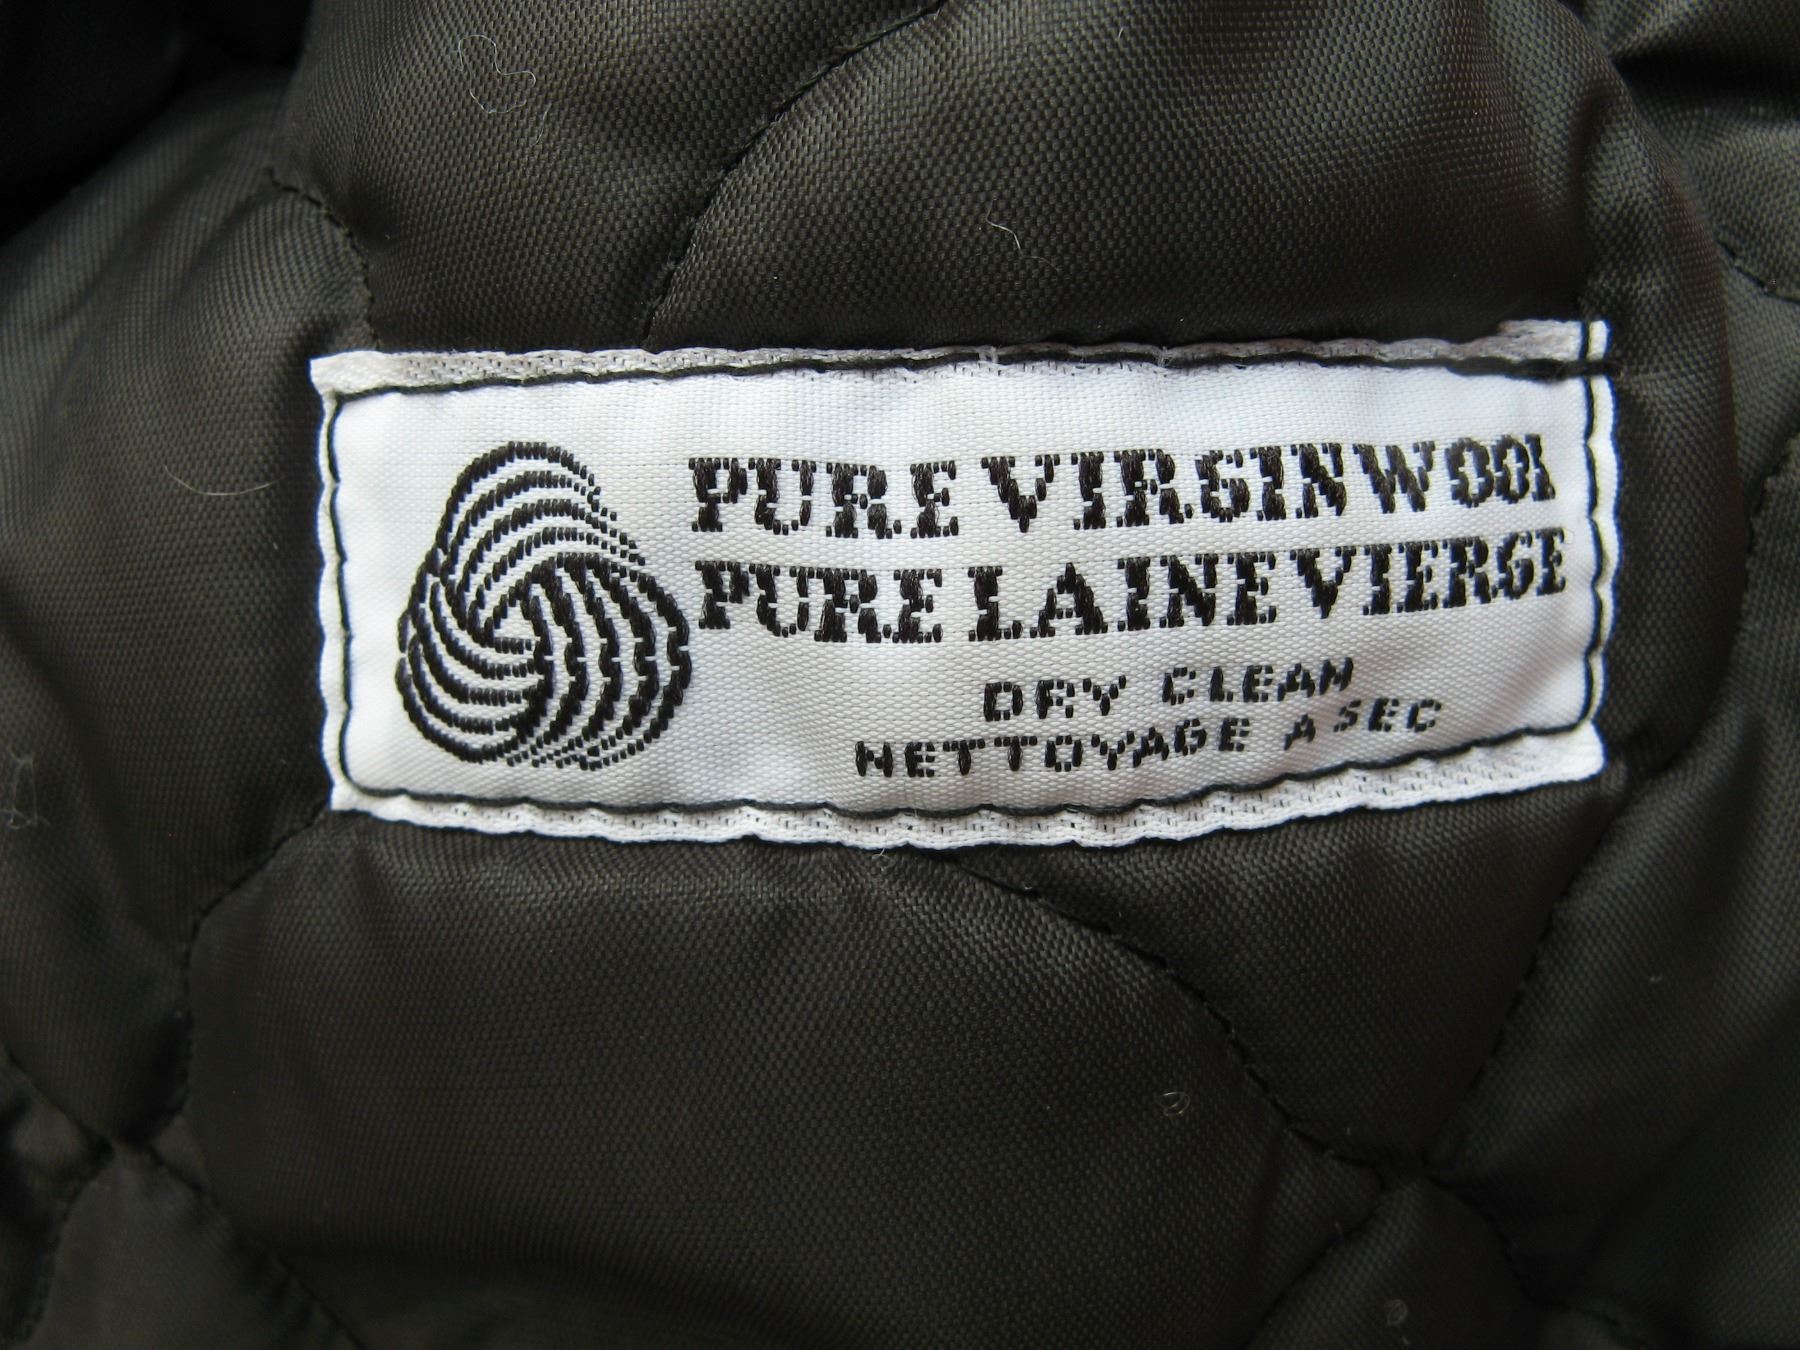 PURE VIRGIN WOOL
PURE LAINE VIERGE
DRY CLEAN
NETTOYAGE A SEC